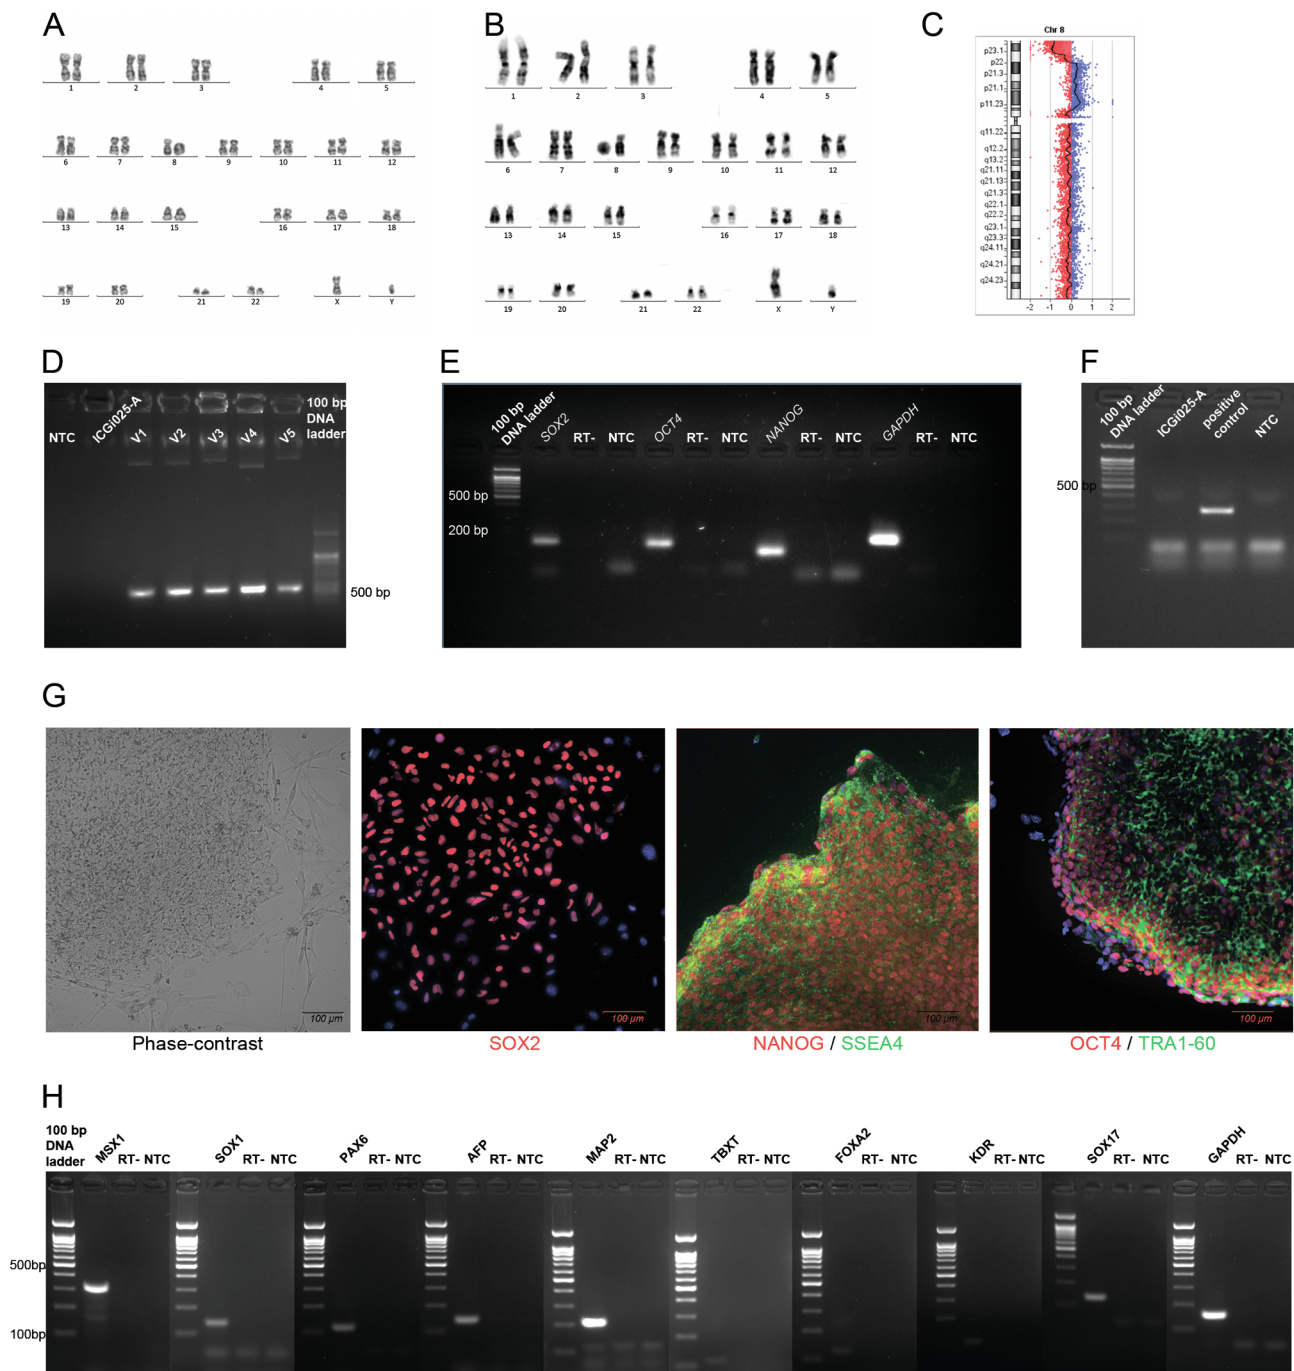 A
1 2 3 4 5
6 7 8 9 10 11 12
13 14 15 16 17 18
19 20 21 22 X Y
B
1 2 3 4 5
6 7 8 9 10 11 12
13 14 15 16 17 18
19 20 21 22 X Y
C
Chr 8
p23.1
p22
p21.3
p21.1
p11.23
q11.22
q12.2
q13.2
q21.11
q21.13
q21.3
q22.1
q22.2
q23.1
q23.3
q24.11
q24.21
q24.23
-2 -1 0 1 2
D
NTC ICGi025-A V1 V2 V3 V4 V5 100 bp
DNA
ladder
500 bp
E
100 bp
DNA ladder
SOX2 RT- NTC OCT4 RT- NTC NANOG RT- NTC GAPDH RT- NTC
500 bp
200 bp
F
100 bp
DNA ladder
ICGi025-A
positive
control
NTC
500 bp
G
100 µm 100 µm 100 µm 100 µm
Phase-contrast SOX2 NANOG / SSEA4 OCT4 / TRA1-60
H
100 bp
DNA
ladder
MSX1 RT- NTC SOX1 RT- NTC PAX6 RT- NTC AFP RT- NTC MAP2 RT- NTC TBXT RT- NTC FOXA2 RT- NTC KDR RT- NTC SOX17 RT- NTC GAPDH RT- NTC
500bp
100bp